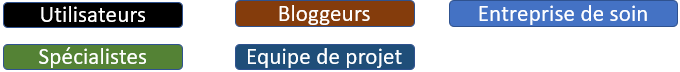 Utilisateurs
Bloggeurs
Entreprise de soin
Spécialistes
Equipe de projet